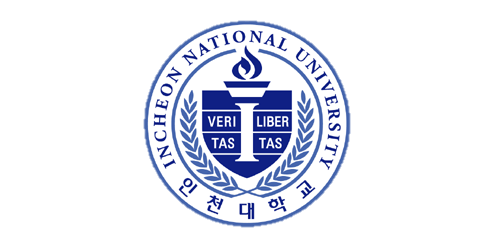 INCHEON NATIONAL UNIVERSITY
VERI LIBER
TAS TAS
인천대학교